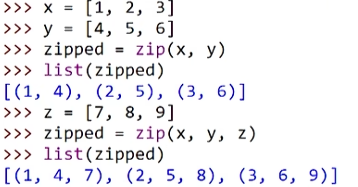 >>> x = [1, 2, 3]
>>> y = [4, 5, 6]
>>> zipped = zip(x, y)
>>> list(zipped)
[(1, 4), (2, 5), (3, 6)]
>>> z = [7, 8, 9]
>>> zipped = zip(x, y, z)
>>> list(zipped)
[(1, 4, 7), (2, 5, 8), (3, 6, 9)]